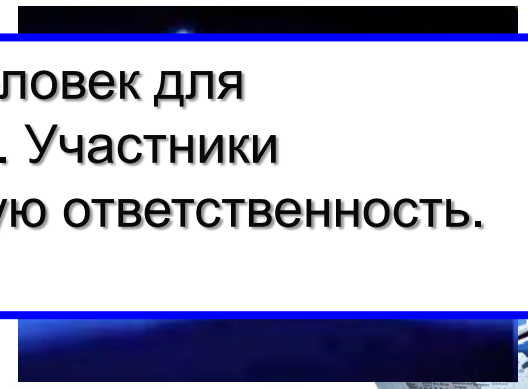 ловек для
. Участники
ую ответственность.